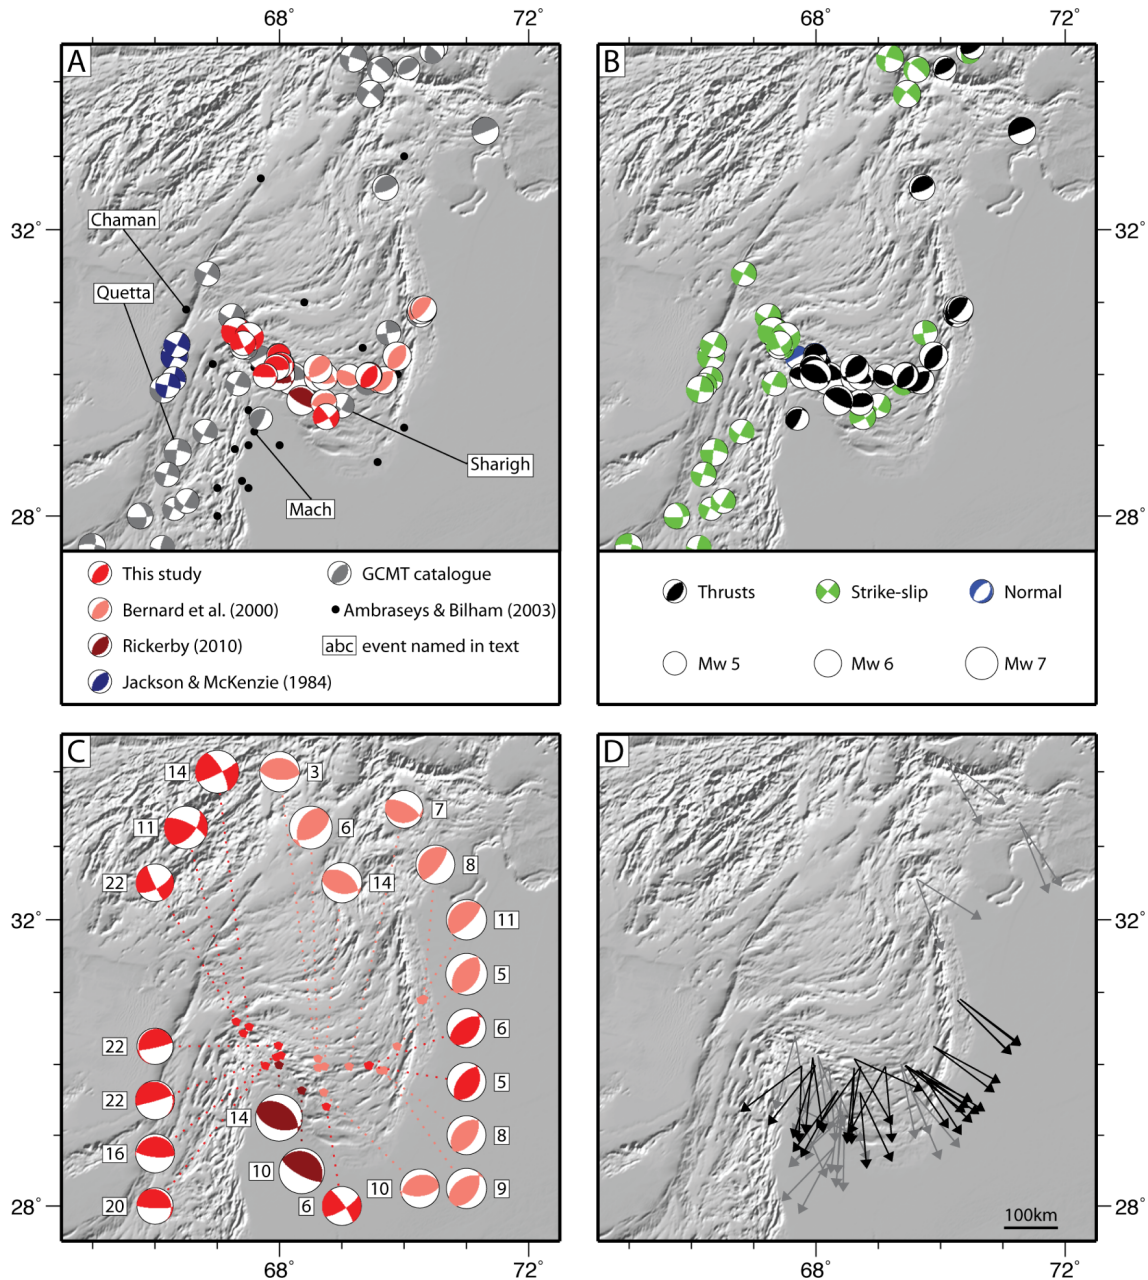 68° 72° 68° 72°
A
B
32°
32°
Chaman
Quetta
Sharigh
Mach
28°
28°
This study
GCMT catalogue
Bernard et al. (2000)
Ambraseys & Bilham (2003)
Rickerby (2010)
abc event named in text
Jackson & McKenzie (1984)
Thrusts
Strike-slip
Normal
Mw 5
Mw 6
Mw 7
C
D
14
3
7
11
6
8
22
14
11
32°
32°
5
6
22
5
22
14
8
16
10
10
9
20
6
28°
28°
100km
68° 72° 68° 72°